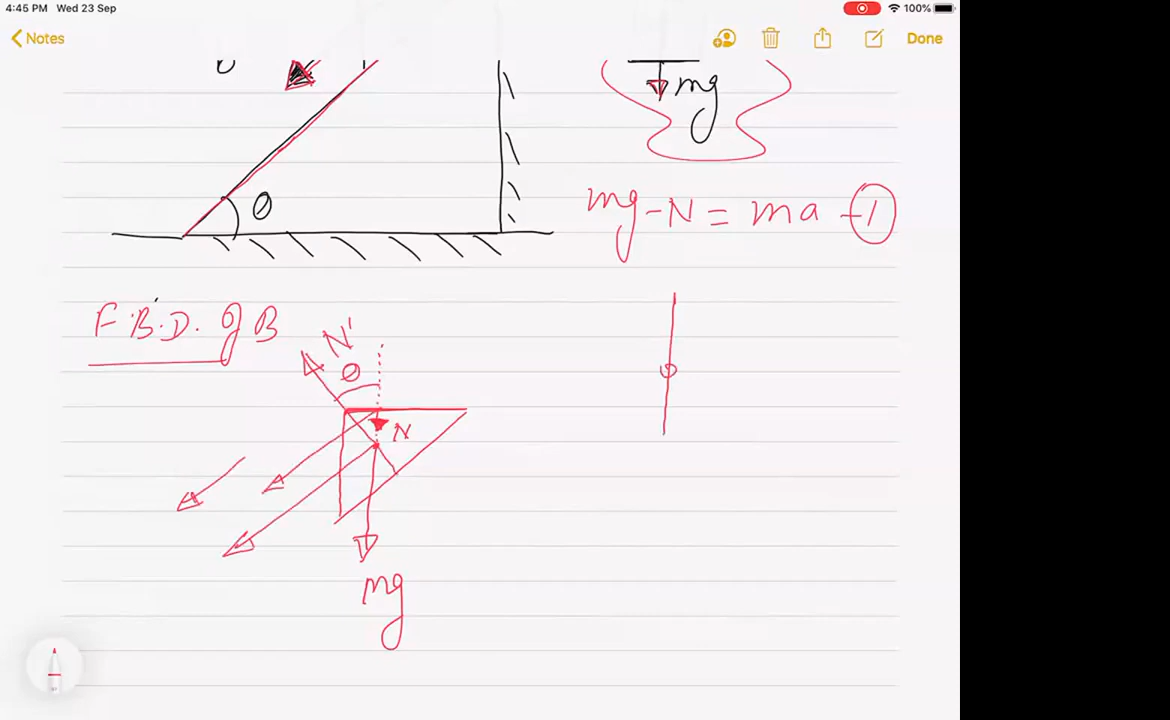 4:45 PM Wed 23 Sep
100%
Notes
Done
mg
θ
mg - N = ma - 1
F.B.D. of B
N'
θ
N
mg